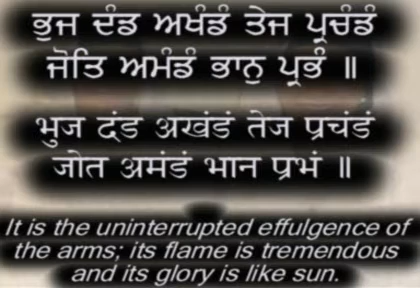 ਭੁਜ ਦੰਡ ਅਖੰਡੰ ਤੇਜ ਪ੍ਰਚੰਡੰ
ਜੋਤਿ ਅਮੰਡੰ ਭਾਨੁ ਪ੍ਰਭੰ ॥
भुज दंड अखंडं तेज प्रचंडं
जोत अमंडं भान प्रभं ॥
It is the uninterrupted effulgence of
the arms; its flame is tremendous
and its glory is like sun.